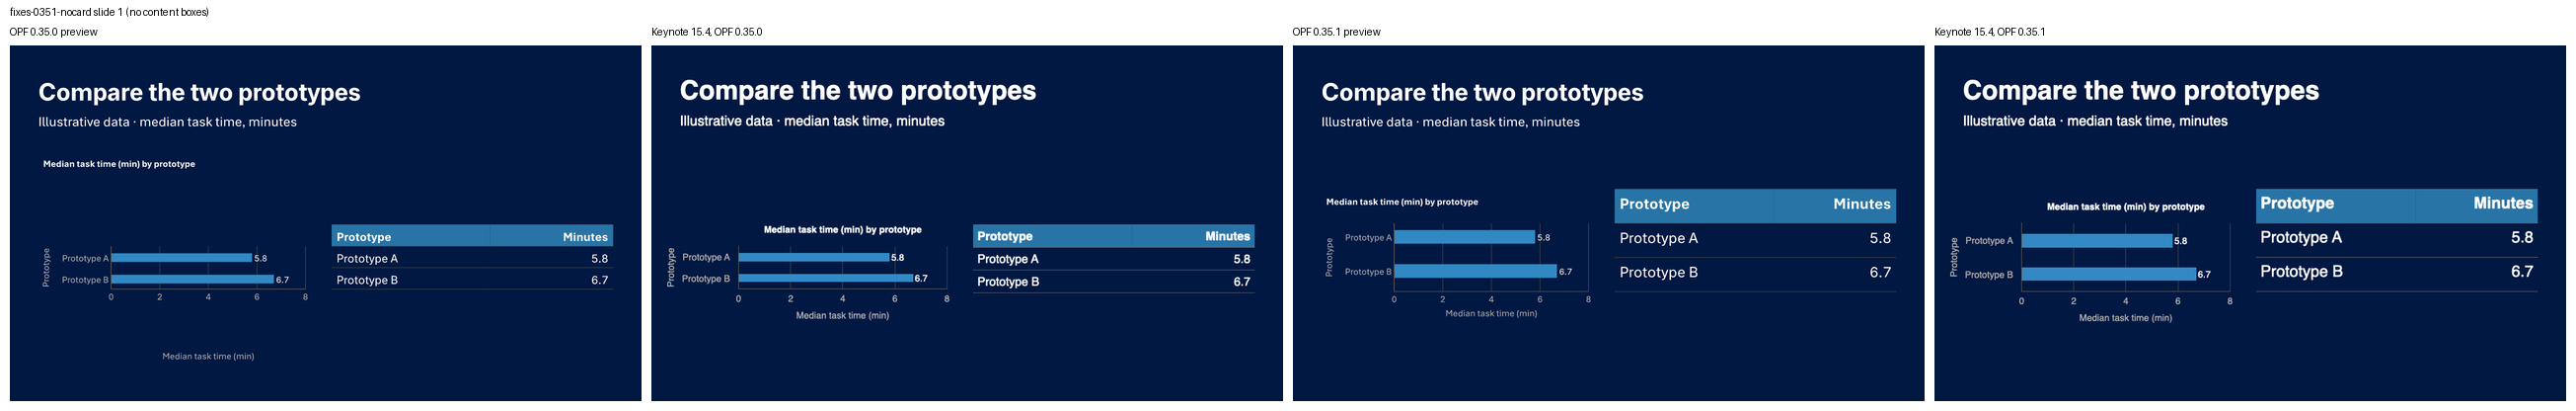 fixes-0351-nocard slide 1 (no content boxes)
OPF 0.35.0 preview
Compare the two prototypes
Illustrative data · median task time, minutes
Median task time (min) by prototype
Prototype
Prototype A
5.8
Prototype B
6.7
0 2 4 6 8
Median task time (min)
Prototype Minutes
Prototype A 5.8
Prototype B 6.7
Keynote 15.4, OPF 0.35.0
Compare the two prototypes
Illustrative data · median task time, minutes
Median task time (min) by prototype
Prototype
Prototype A
5.8
Prototype B
6.7
0 2 4 6 8
Median task time (min)
Prototype Minutes
Prototype A 5.8
Prototype B 6.7
OPF 0.35.1 preview
Compare the two prototypes
Illustrative data · median task time, minutes
Median task time (min) by prototype
Prototype
Prototype A
5.8
Prototype B
6.7
0 2 4 6 8
Median task time (min)
Prototype Minutes
Prototype A 5.8
Prototype B 6.7
Keynote 15.4, OPF 0.35.1
Compare the two prototypes
Illustrative data · median task time, minutes
Median task time (min) by prototype
Prototype
Prototype A
5.8
Prototype B
6.7
0 2 4 6 8
Median task time (min)
Prototype Minutes
Prototype A 5.8
Prototype B 6.7